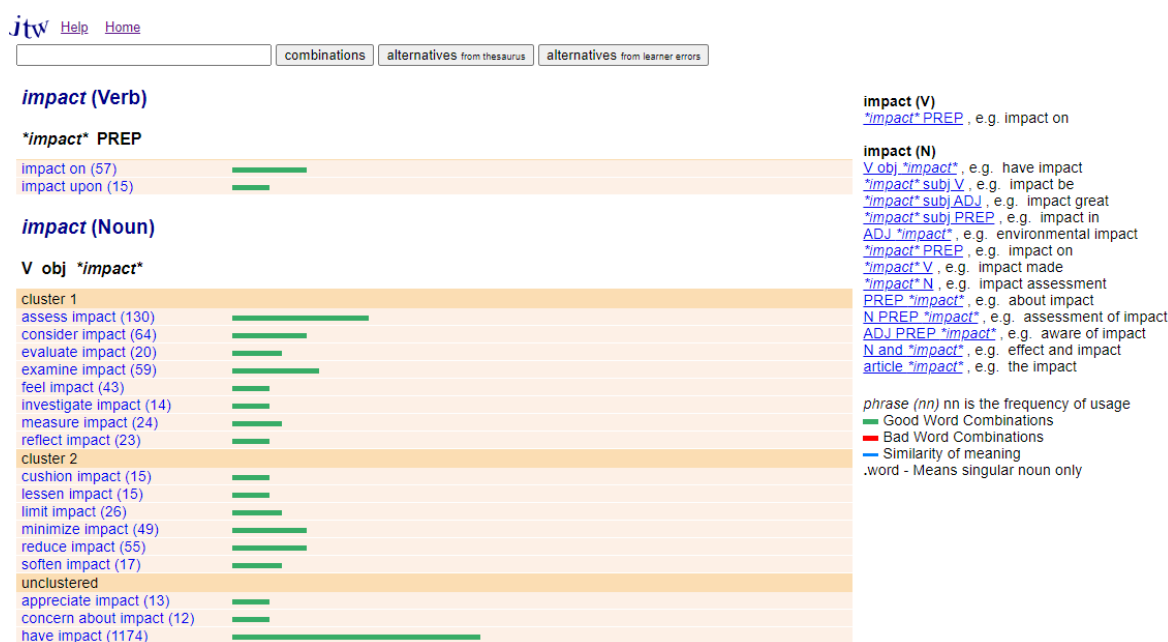 jtw Help Home
combinations alternatives from thesaurus alternatives from learner errors
impact (Verb)
*impact* PREP
impact on (57)
impact upon (15)
impact (Noun)
V obj *impact*
cluster 1
assess impact (130)
consider impact (64)
evaluate impact (20)
examine impact (59)
feel impact (43)
investigate impact (14)
measure impact (24)
reflect impact (23)
cluster 2
cushion impact (15)
lessen impact (15)
limit impact (26)
minimize impact (49)
reduce impact (55)
soften impact (17)
unclustered
appreciate impact (13)
concern about impact (12)
have impact (1174)
impact (V)
*impact* PREP , e.g. impact on
impact (N)
V obj *impact* , e.g. have impact
*impact* subj V , e.g. impact be
*impact* subj ADJ , e.g. impact great
*impact* subj PREP , e.g. impact in
ADJ *impact* , e.g. environmental impact
*impact* PREP , e.g. impact on
*impact* V , e.g. impact made
*impact* N , e.g. impact assessment
PREP *impact* , e.g. about impact
N PREP *impact* , e.g. assessment of impact
ADJ PREP *impact* , e.g. aware of impact
N and *impact* , e.g. effect and impact
article *impact* , e.g. the impact
phrase (nn) nn is the frequency of usage
Good Word Combinations
Bad Word Combinations
Similarity of meaning
.word - Means singular noun only